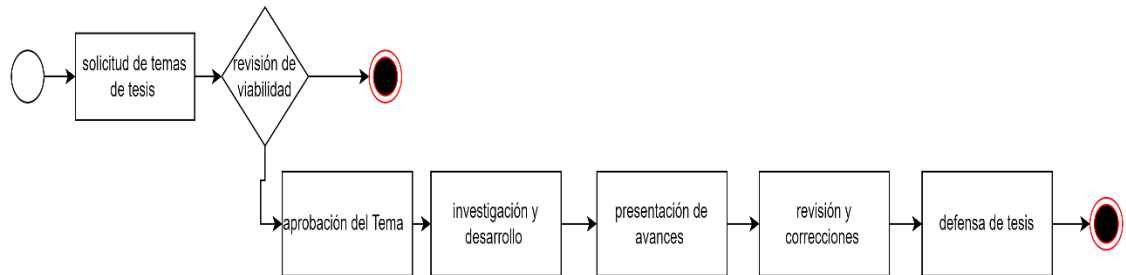 solicitud de temas
de tesis
revisión de
viabilidad
aprobación del Tema
investigación y
desarrollo
presentación de
avances
revisión y
correcciones
defensa de tesis